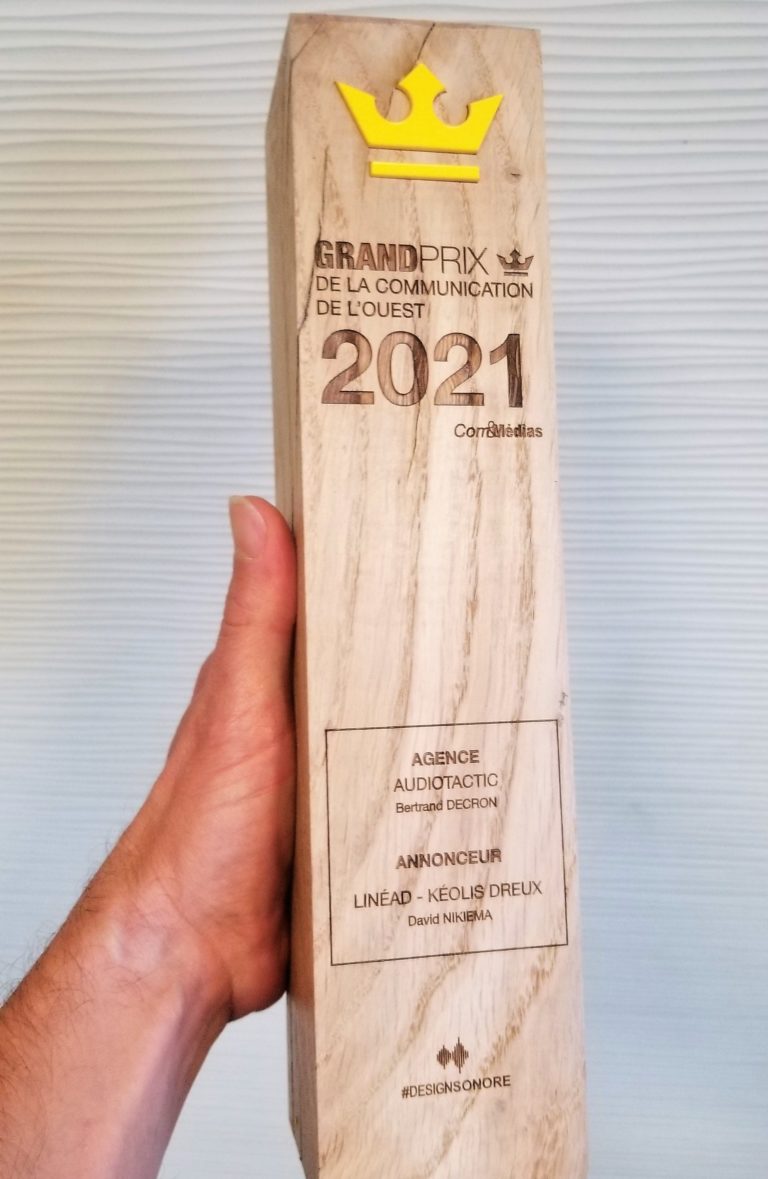 GRANDPRIX
DE LA COMMUNICATION
DE L'OUEST
2021
Com&Médias
AGENCE
AUDIOTACTIC
Bertrand DECRON
ANNONCEUR
LINÉAD - KÉOLIS DREUX
David NIKIEMA
#DESIGNSONORE